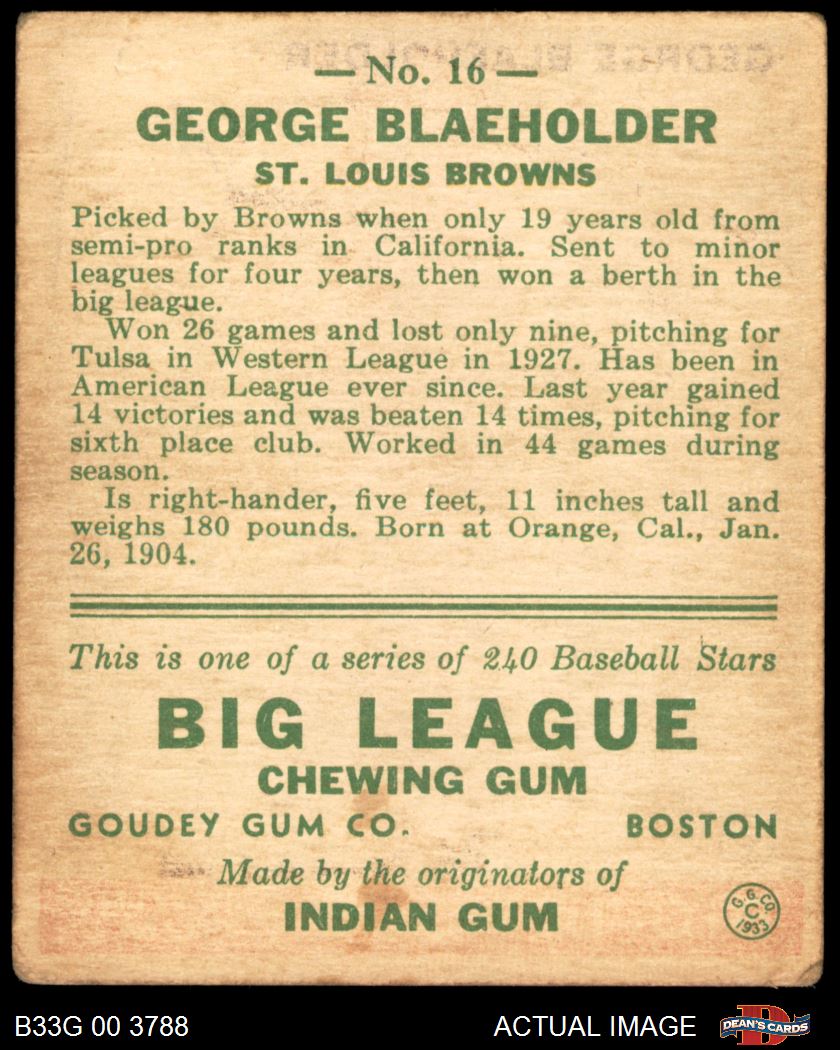 — No. 16 —
GEORGE BLAEHOLDER
ST. LOUIS BROWNS
Picked by Browns when only 19 years old from
semi-pro ranks in California. Sent to minor
leagues for four years, then won a berth in the
big league.
Won 26 games and lost only nine, pitching for
Tulsa in Western League in 1927. Has been in
American League ever since. Last year gained
14 victories and was beaten 14 times, pitching for
sixth place club. Worked in 44 games during
season.
Is right-hander, five feet, 11 inches tall and
weighs 180 pounds. Born at Orange, Cal., Jan.
26, 1904.
This is one of a series of 240 Baseball Stars
BIG LEAGUE
CHEWING GUM
GOUDEY GUM CO. BOSTON
Made by the originators of
INDIAN GUM
G. G. CO.
C
1933
B33G 00 3788 ACTUAL IMAGE DEAN'S CARDS